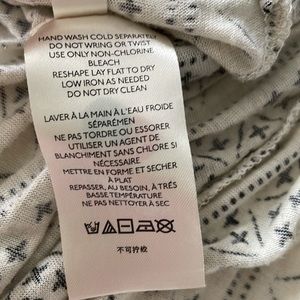 HAND WASH COLD SEPARATELY
DO NOT WRING OR TWIST
USE ONLY NON-CHLORINE
BLEACH
RESHAPE LAY FLAT TO DRY
LOW IRON AS NEEDED
DO NOT DRY CLEAN
LAVER À LA MAIN À L'EAU FROIDE
SÉPARÉMEN
NE PAS TORDRE OU ESSORER
UTILISER UN AGENT DE
BLANCHIMENT SANS CHLORE SI
NÉCESSAIRE
METTRE EN FORME ET SECHER
À PLAT
REPASSER, AU BESOIN, À TRÉS
BASSE TEMPÉRATURE
NE PAS NETTOYER À SEC
不可拧绞